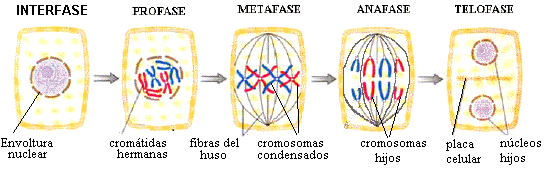 INTERFASE
PROFASE
METAFASE
ANAFASE
TELOFASE
Envoltura
nuclear
cromátidas
hermanas
fibras del
huso
cromosomas
condensados
cromosomas
hijos
placa
celular
núcleos
hijos